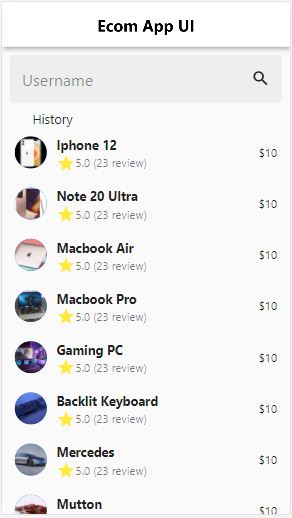 Ecom App UI
Username
History
Iphone 12
5.0 (23 review)
$10
Note 20 Ultra
5.0 (23 review)
$10
Macbook Air
5.0 (23 review)
$10
Macbook Pro
5.0 (23 review)
$10
Gaming PC
5.0 (23 review)
$10
Backlit Keyboard
5.0 (23 review)
$10
Mercedes
5.0 (23 review)
$10
Mutton
$10